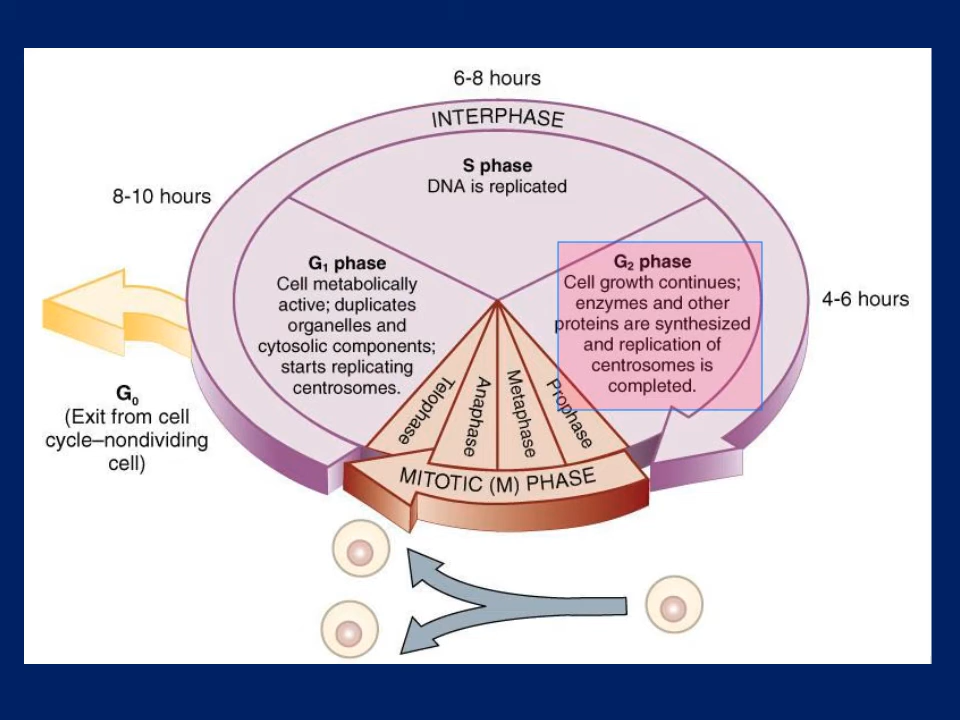 6-8 hours
INTERPHASE
S phase
DNA is replicated
8-10 hours
G₁ phase
Cell metabolically
active; duplicates
organelles and
cytosolic components;
starts replicating
centrosomes.
G₂ phase
Cell growth continues;
enzymes and other
proteins are synthesized
and replication of
centrosomes is
completed.
4-6 hours
G₀
(Exit from cell
cycle–nondividing
cell)
Telophase
Anaphase
Metaphase
Prophase
MITOTIC (M) PHASE